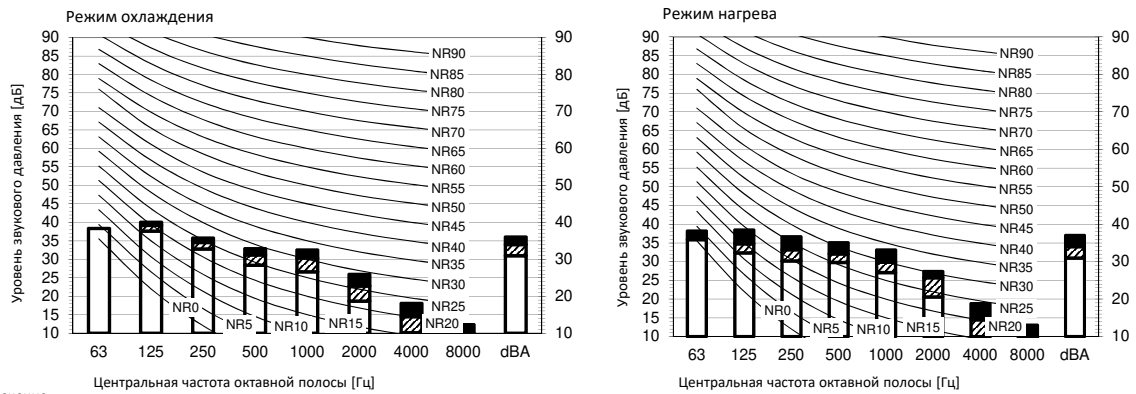 Режим охлаждения
Уровень звукового давления [дБ]
90
85
80
75
70
65
60
55
50
45
40
35
30
25
20
15
10
NR90
NR85
NR80
NR75
NR70
NR65
NR60
NR55
NR50
NR45
NR40
NR35
NR30
NR25
NR0
NR5
NR10
NR15
NR20
90
70
50
30
20
10
63 125 250 500 1000 2000 4000 8000 dBA
Центральная частота октавной полосы [Гц]
Режим нагрева
Уровень звукового давления [дБ]
90
85
80
75
70
65
60
55
50
45
40
35
30
25
20
15
10
NR90
NR85
NR80
NR75
NR70
NR65
NR60
NR55
NR50
NR45
NR40
NR35
NR30
NR25
NR0
NR5
NR10
NR15
NR20
90
80
70
60
50
40
30
20
10
63 125 250 500 1000 2000 4000 8000 dBA
Центральная частота октавной полосы [Гц]